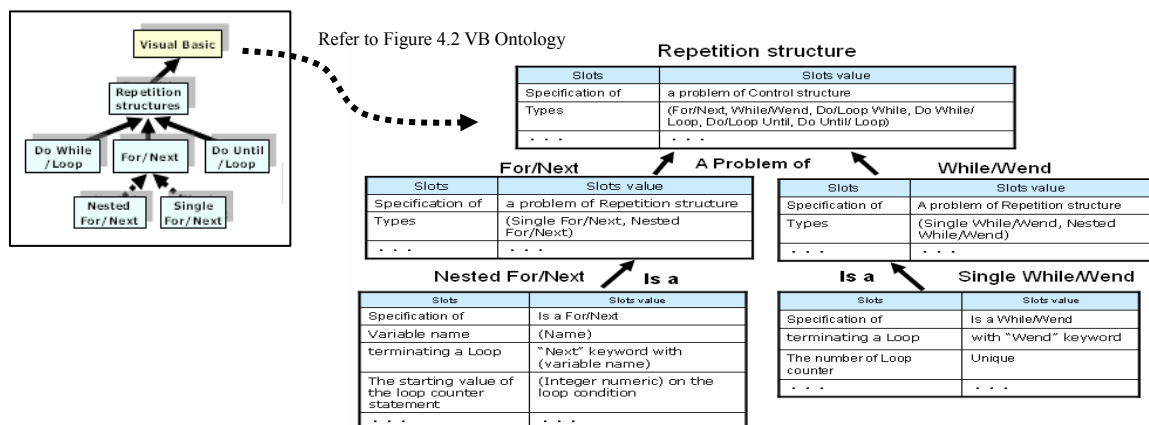 Visual Basic
Repetition
structures
Do While
/Loop
For/Next
Do Until
/Loop
Nested
For/Next
Single
For/Next
Refer to Figure 4.2 VB Ontology
Repetition structure
Slots Slots value
Specification of a problem of Control structure
Types (For/Next, While/Wend, Do/Loop While, Do While/
Loop, Do/Loop Until, Do Until/ Loop)
. . . . . .
A Problem of
For/Next
Slots Slots value
Specification of a problem of Repetition structure
Types (Single For/Next, Nested
For/Next)
. . . . . .
While/Wend
Slots Slots value
Specification of A problem of Repetition structure
Types (Single While/Wend, Nested
While/Wend)
. . . . . .
Nested For/Next
Is a
Slots Slots value
Specification of Is a For/Next
Variable name (Name)
terminating a Loop "Next" keyword with
(variable name)
The starting value of (Integer numeric) on the
the loop counter loop condition
statement
. . . . . .
Is a
Single While/Wend
Slots Slots value
Specification of Is a While/Wend
terminating a Loop with "Wend" keyword
The number of Loop Unique
counter
. . . . . .